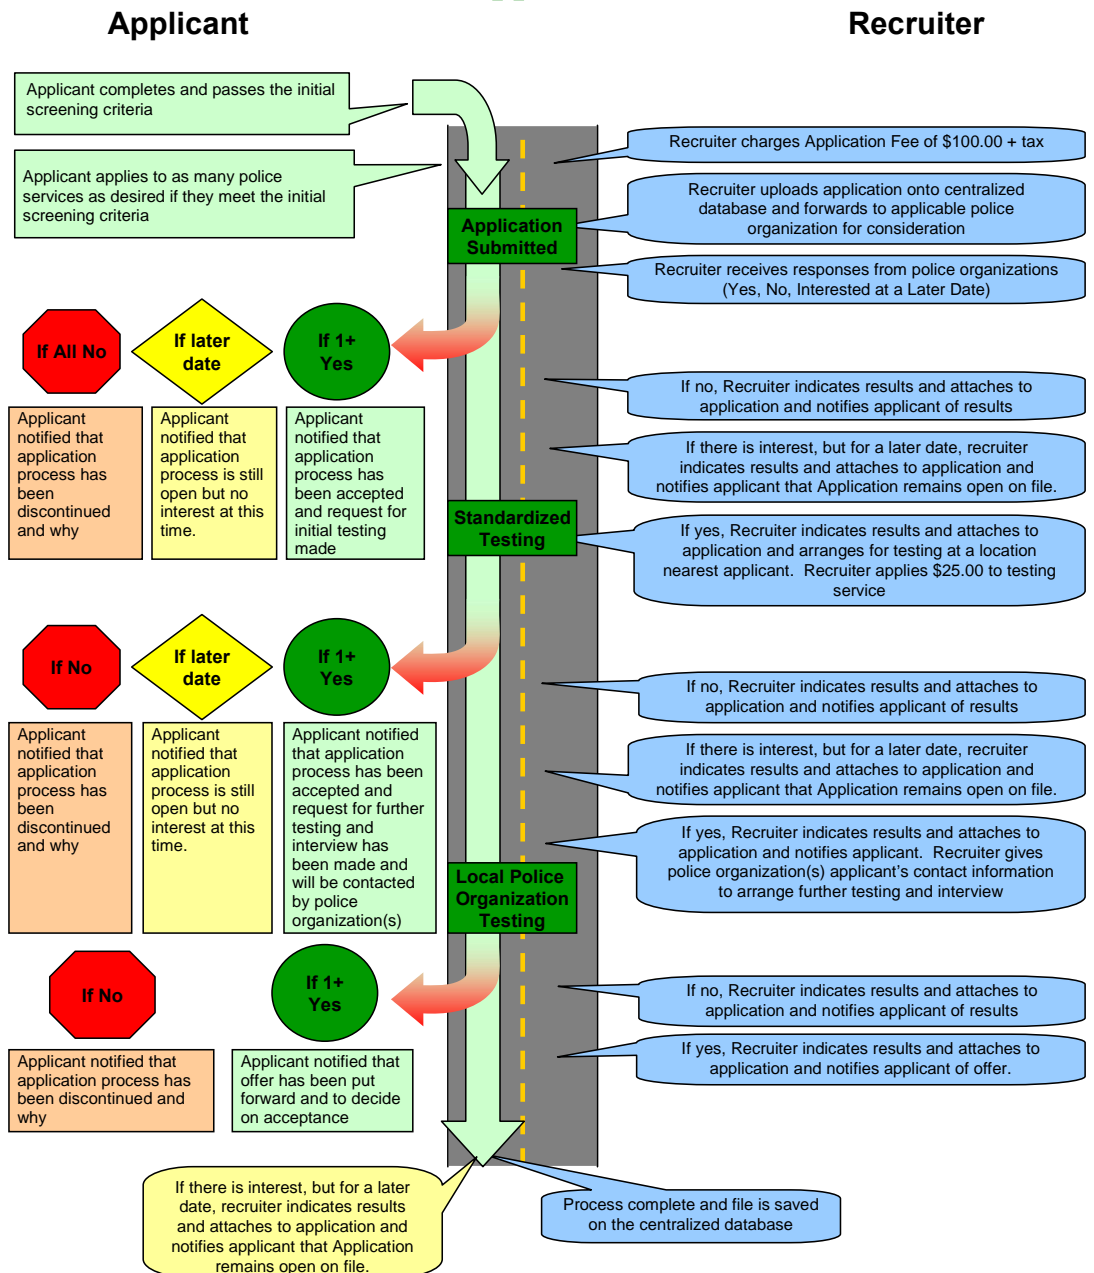 Applicant
Recruiter
Applicant completes and passes the initial
screening criteria
Applicant applies to as many police
services as desired if they meet the initial
screening criteria
Recruiter charges Application Fee of $100.00 + tax
Recruiter uploads application onto centralized
database and forwards to applicable police
organization for consideration
Application
Submitted
Recruiter receives responses from police organizations
(Yes, No, Interested at a Later Date)
If All No
If later
date
If 1+
Yes
Applicant
notified that
application
process has
been
discontinued
and why
Applicant
notified that
application
process is still
open but no
interest at this
time.
Applicant
notified that
application
process has
been accepted
and request for
initial testing
made
If no, Recruiter indicates results and attaches to
application and notifies applicant of results
If there is interest, but for a later date, recruiter
indicates results and attaches to application and
notifies applicant that Application remains open on file.
Standardized
Testing
If yes, Recruiter indicates results and attaches to
application and arranges for testing at a location
nearest applicant. Recruiter applies $25.00 to testing
service
If No
If later
date
If 1+
Yes
Applicant
notified that
application
process has
been
discontinued
and why
Applicant
notified that
application
process is still
open but no
interest at this
time.
Applicant notified
that application
process has been
accepted and
request for further
testing and
interview has
been made and
will be contacted
by police
organization(s)
If no, Recruiter indicates results and attaches to
application and notifies applicant of results
If there is interest, but for a later date, recruiter
indicates results and attaches to application and
notifies applicant that Application remains open on file.
If yes, Recruiter indicates results and attaches to
application and notifies applicant. Recruiter gives
police organization(s) applicant's contact information
to arrange further testing and interview
Local Police
Organization
Testing
If No
If 1+
Yes
Applicant notified that
application process has
been discontinued and
why
Applicant notified that
offer has been put
forward and to decide
on acceptance
If no, Recruiter indicates results and attaches to
application and notifies applicant of results
If yes, Recruiter indicates results and attaches to
application and notifies applicant of offer.
If there is interest, but for a later
date, recruiter indicates results
and attaches to application and
notifies applicant that Application
remains open on file.
Process complete and file is saved
on the centralized database